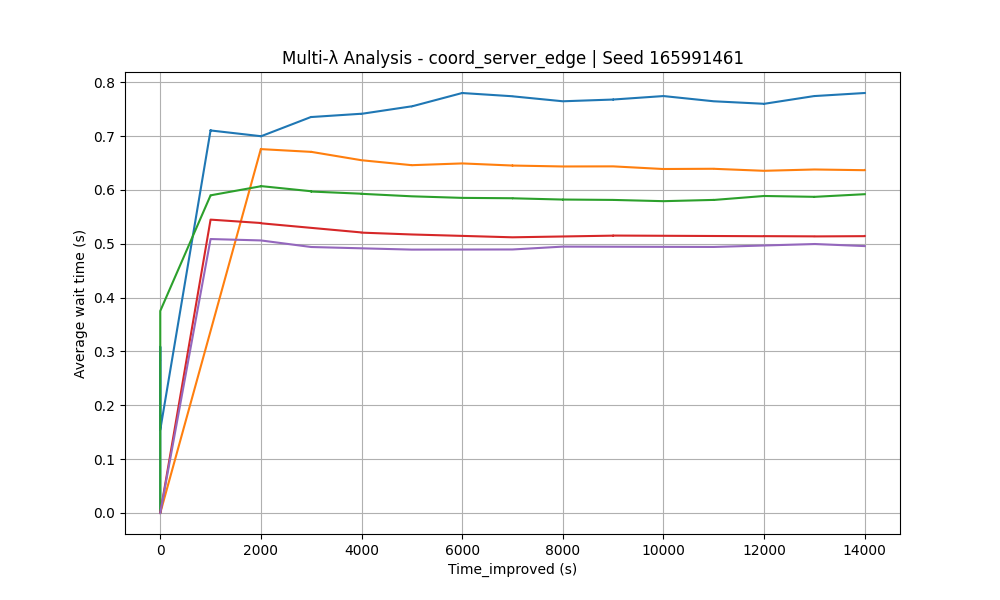 Multi-λ Analysis - coord_server_edge | Seed 165991461
0.8
0.7
0.6
0.5
0.4
0.3
0.2
0.1
0.0
Average wait time (s)
0 2000 4000 6000 8000 10000 12000 14000
Time_improved (s)